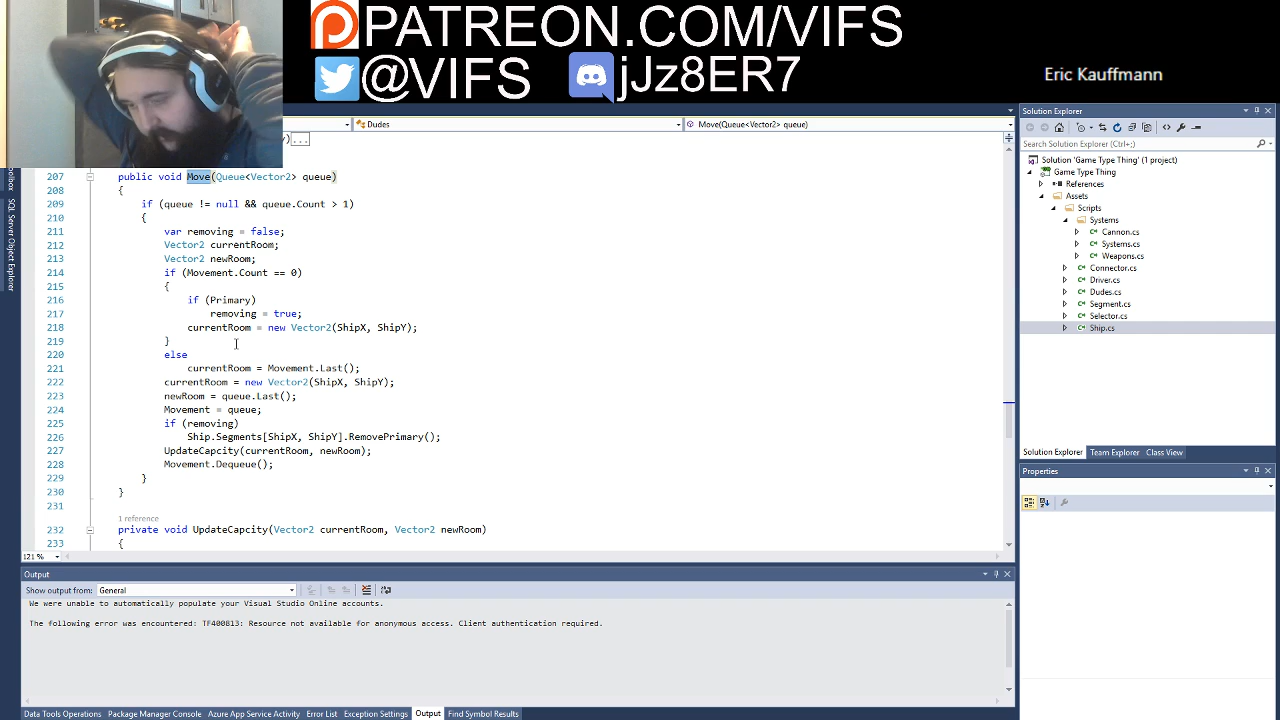 PATREON.COM/VIFS
@VIFS jJz8ER7
Eric Kauffmann
Dudes
Move(Queue<Vector2> queue)
)...
207 public void Move(Queue<Vector2> queue)
208 {
209 if (queue != null && queue.Count > 1)
210 {
211 var removing = false;
212 Vector2 currentRoom;
213 Vector2 newRoom;
214 if (Movement.Count == 0)
215 {
216 if (Primary)
217 removing = true;
218 currentRoom = new Vector2(ShipX, ShipY);
219 }
220 else
221 currentRoom = Movement.Last();
222 currentRoom = new Vector2(ShipX, ShipY);
223 newRoom = queue.Last();
224 Movement = queue;
225 if (removing)
226 Ship.Segments[ShipX, ShipY].RemovePrimary();
227 UpdateCapcity(currentRoom, newRoom);
228 Movement.Dequeue();
229 }
230 }
231
1 reference
232 private void UpdateCapcity(Vector2 currentRoom, Vector2 newRoom)
233 {
121 %
Toolbox
SQL Server Object Explorer
Output
Show output from: General
We were unable to automatically populate your Visual Studio Online accounts.
The following error was encountered: TF400813: Resource not available for anonymous access. Client authentication required.
Data Tools Operations Package Manager Console Azure App Service Activity Error List Exception Settings Output Find Symbol Results
Solution Explorer
Search Solution Explorer (Ctrl+;)
Solution 'Game Type Thing' (1 project)
Game Type Thing
References
Assets
Scripts
Systems
Cannon.cs
Systems.cs
Weapons.cs
Connector.cs
Driver.cs
Dudes.cs
Segment.cs
Selector.cs
Ship.cs
Solution Explorer Team Explorer Class View
Properties